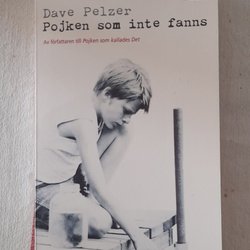 Dave Pelzer
Pojken som inte fanns
Av författaren till Pojken som kallades Det